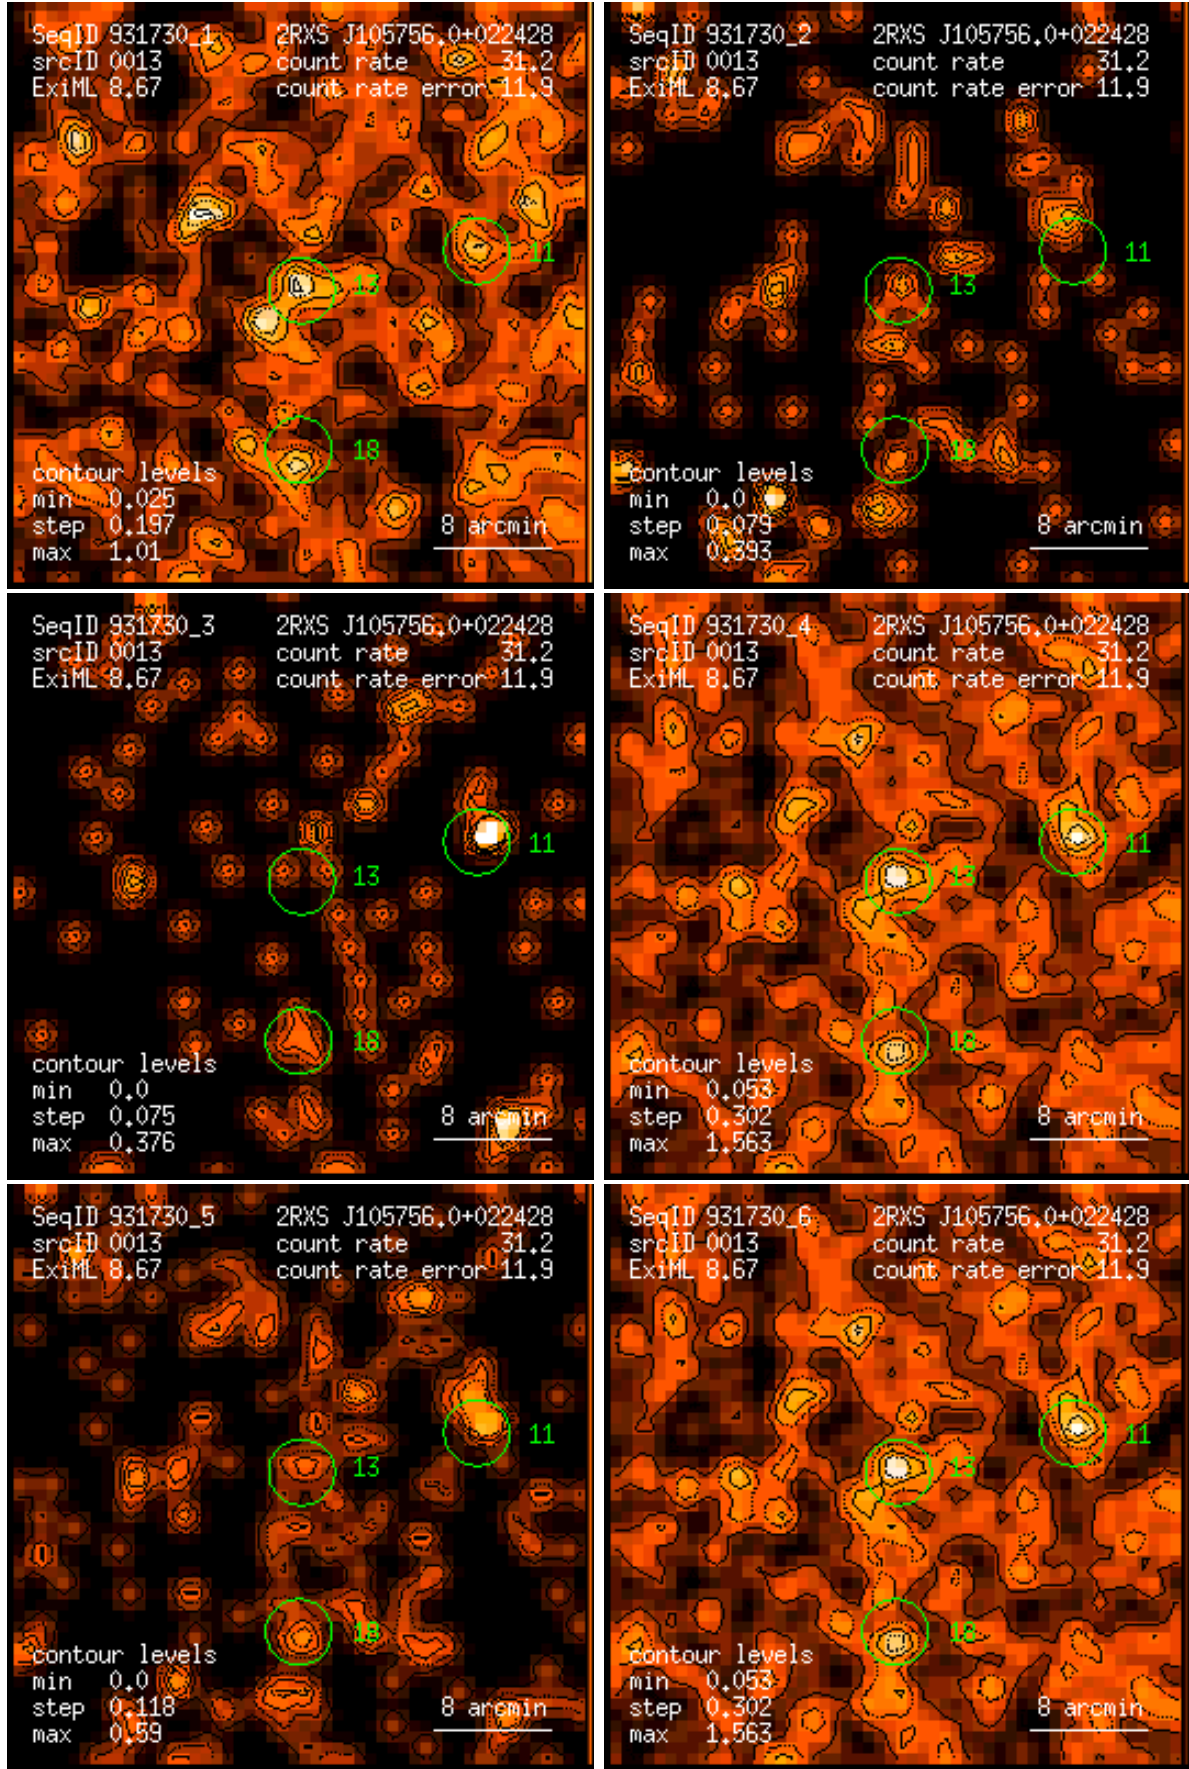 SeqID 931730_1 2RXS J105756.0+022428
srcID 0013 count rate 31.2
ExiML 8.67 count rate error 11.9
11
13
18
contour levels
min 0.025
step 0.197 8 arcmin
max 1.01
SeqID 931730_2 2RXS J105756.0+022428
srcID 0013 count rate 31.2
ExiML 8.67 count rate error 11.9
11
13
18
contour levels
min 0.0
step 0.079 8 arcmin
max 0.393
SeqID 931730_3 2RXS J105756.0+022428
srcID 0013 count rate 31.2
ExiML 8.67 count rate error 11.9
11
13
18
contour levels
min 0.0
step 0.075 8 arcmin
max 0.376
SeqID 931730_4 2RXS J105756.0+022428
srcID 0013 count rate 31.2
ExiML 8.67 count rate error 11.9
11
13
18
contour levels
min 0.053
step 0.302 8 arcmin
max 1.563
SeqID 931730_5 2RXS J105756.0+022428
srcID 0013 count rate 31.2
ExiML 8.67 count rate error 11.9
11
13
18
contour levels
min 0.0
step 0.118 8 arcmin
max 0.59
SeqID 931730_6 2RXS J105756.0+022428
srcID 0013 count rate 31.2
ExiML 8.67 count rate error 11.9
11
13
18
contour levels
min 0.053
step 0.302 8 arcmin
max 1.563